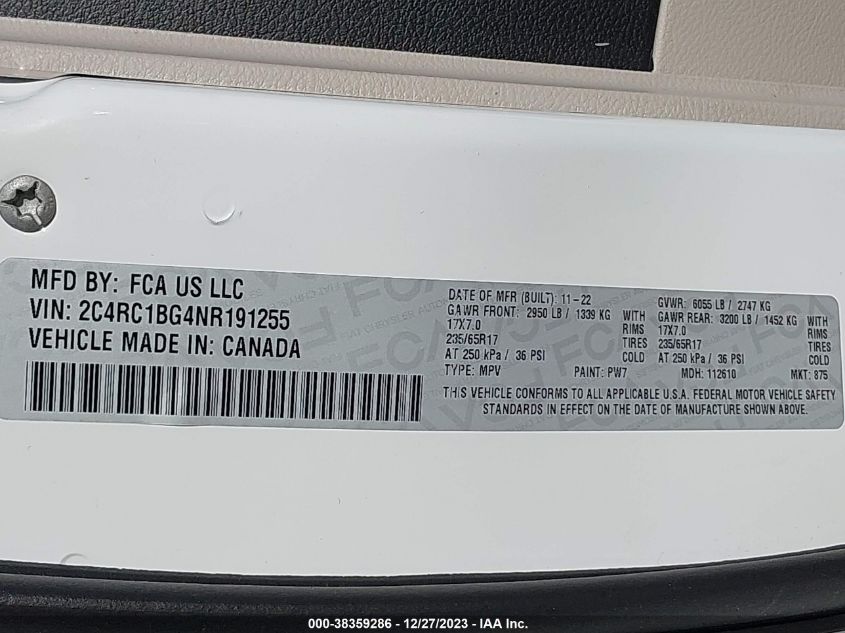 MFD BY: FCA US LLC
VIN: 2C4RC1BG4NR191255
VEHICLE MADE IN: CANADA
DATE OF MFR (BUILT): 11-22 GVWR: 6055 LB / 2747 KG
GAWR FRONT: 2950 LB / 1339 KG WITH GAWR REAR: 3200 LB / 1452 KG WITH
17X7.0 RIMS 17X7.0 RIMS
235/65R17 TIRES 235/65R17 TIRES
AT 250 kPa / 36 PSI COLD AT 250 kPa / 36 PSI COLD
TYPE: MPV PAINT: PW7 MDH: 112610 MKT: 875
THIS VEHICLE CONFORMS TO ALL APPLICABLE U.S.A. FEDERAL MOTOR VEHICLE SAFETY
STANDARDS IN EFFECT ON THE DATE OF MANUFACTURE SHOWN ABOVE.
000-38359286 - 12/27/2023 - IAA Inc.